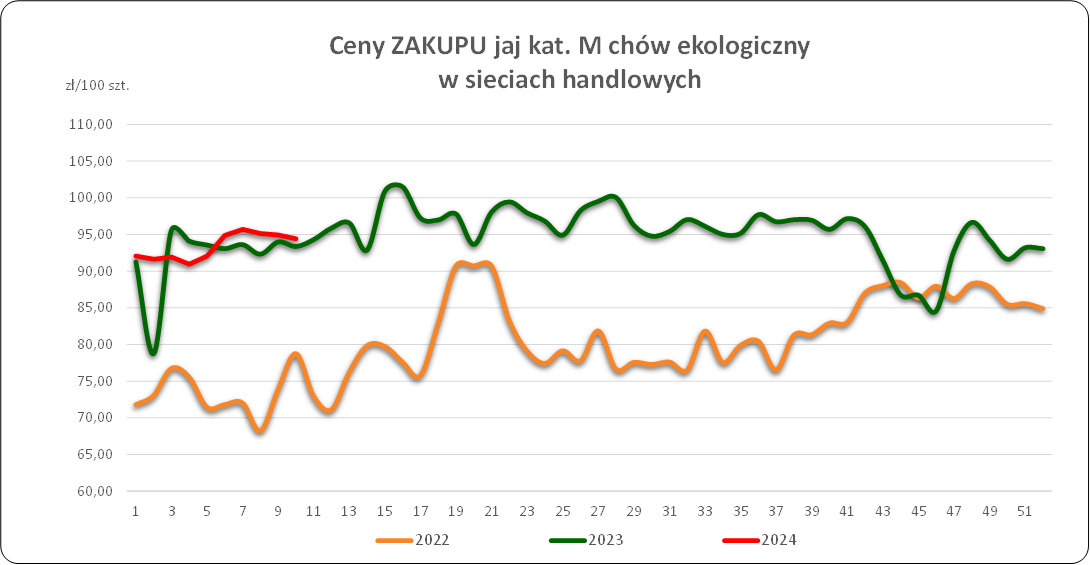 Ceny ZAKUPU jaj kat. M chów ekologiczny
w sieciach handlowych
zł/100 szt.
110,00
105,00
100,00
95,00
90,00
85,00
80,00
75,00
70,00
65,00
60,00
1 3 5 7 9 11 13 15 17 19 21 23 25 27 29 31 33 35 37 39 41 43 45 47 49 51
2022 2023 2024